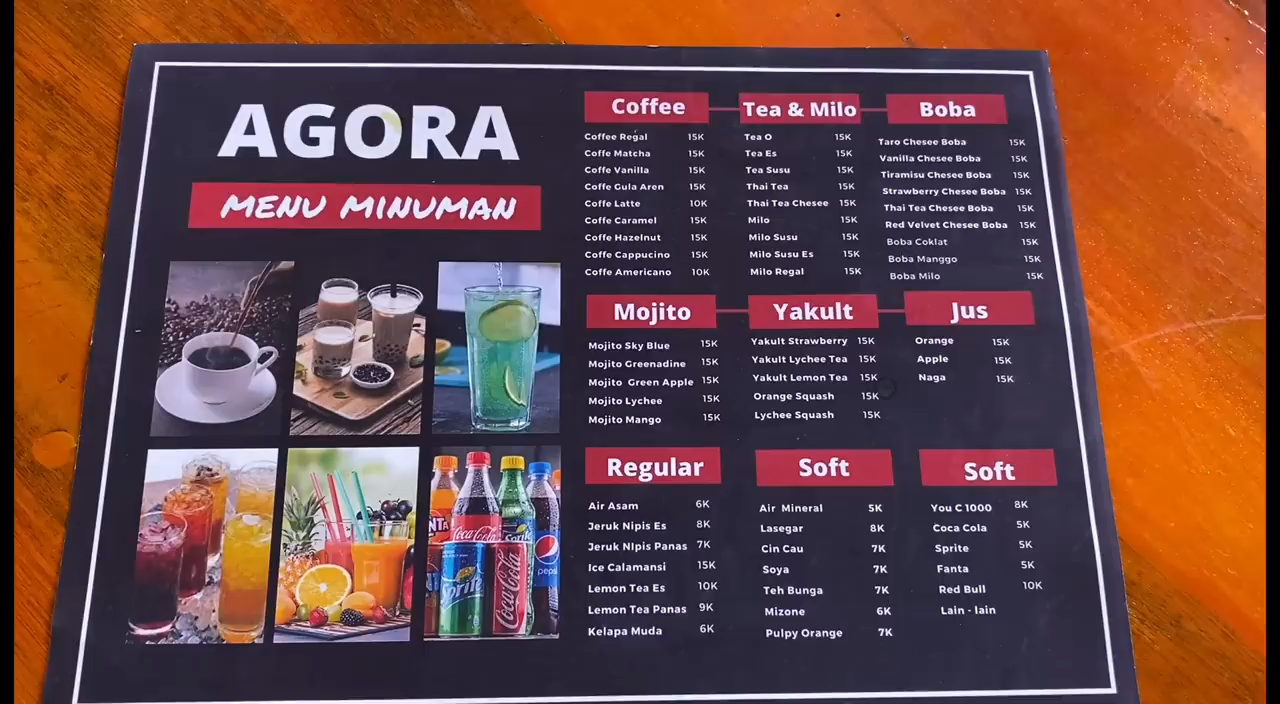 AGORA
MENU MINUMAN
Coffee
Coffee Regal 15K
Coffe Matcha 15K
Coffe Vanilla 15K
Coffe Gula Aren 15K
Coffe Latte 10K
Coffe Caramel 15K
Coffe Hazelnut 15K
Coffe Cappucino 15K
Coffe Americano 10K
Tea & Milo
Tea O 15K
Tea Es 15K
Tea Susu 15K
Thai Tea 15K
Thai Tea Chesee 15K
Milo 15K
Milo Susu 15K
Milo Susu Es 15K
Milo Regal 15K
Boba
Taro Chesee Boba 15K
Vanilla Chesee Boba 15K
Tiramisu Chesee Boba 15K
Strawberry Chesee Boba 15K
Thai Tea Chesee Boba 15K
Red Velvet Chesee Boba 15K
Boba Coklat 15K
Boba Manggo 15K
Boba Milo 15K
Mojito
Mojito Sky Blue 15K
Mojito Greenadine 15K
Mojito Green Apple 15K
Mojito Lychee 15K
Mojito Mango 15K
Yakult
Yakult Strawberry 15K
Yakult Lychee Tea 15K
Yakult Lemon Tea 15K
Orange Squash 15K
Lychee Squash 15K
Jus
Orange 15K
Apple 15K
Naga 15K
Regular
Air Asam 6K
Jeruk Nipis Es 8K
Jeruk NIpis Panas 7K
Ice Calamansi 15K
Lemon Tea Es 10K
Lemon Tea Panas 9K
Kelapa Muda 6K
Soft
Air Mineral 5K
Lasegar 8K
Cin Cau 7K
Soya 7K
Teh Bunga 7K
Mizone 6K
Pulpy Orange 7K
Soft
You C 1000 8K
Coca Cola 5K
Sprite 5K
Fanta 5K
Red Bull 10K
Lain - lain
Coca-Cola
Sprite
Coca-Cola
pepsi